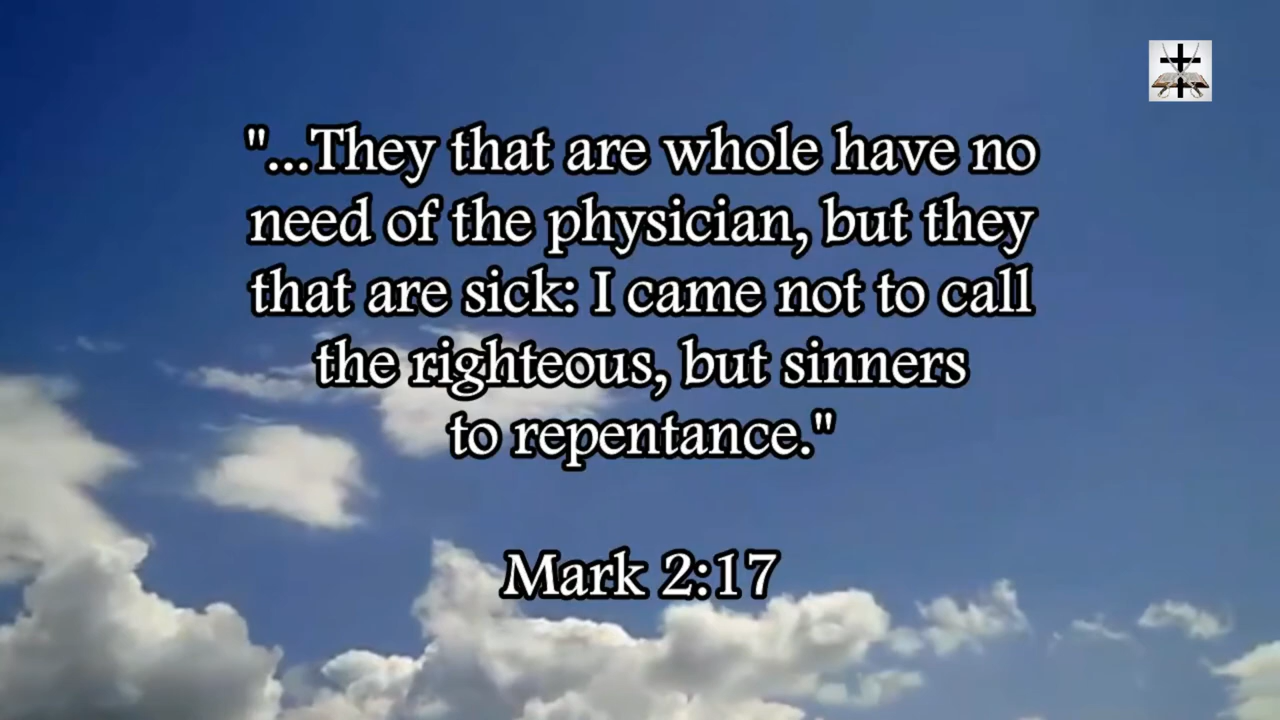 "...They that are whole have no
need of the physician, but they
that are sick: I came not to call
the righteous, but sinners
to repentance."
Mark 2:17